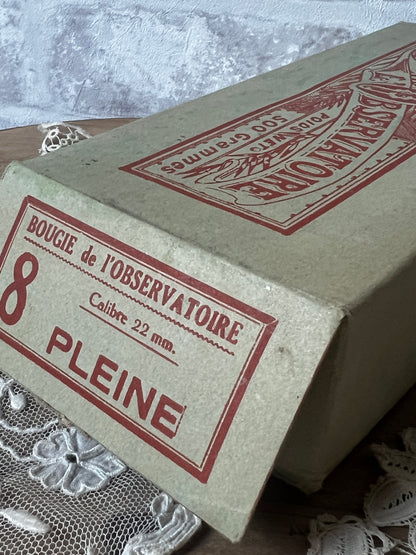 L'OBSERVATOIRE
POIDS NET
500 Grammes
BOUGIE de l'OBSERVATOIRE
8
Calibre 22 mm.
PLEINE